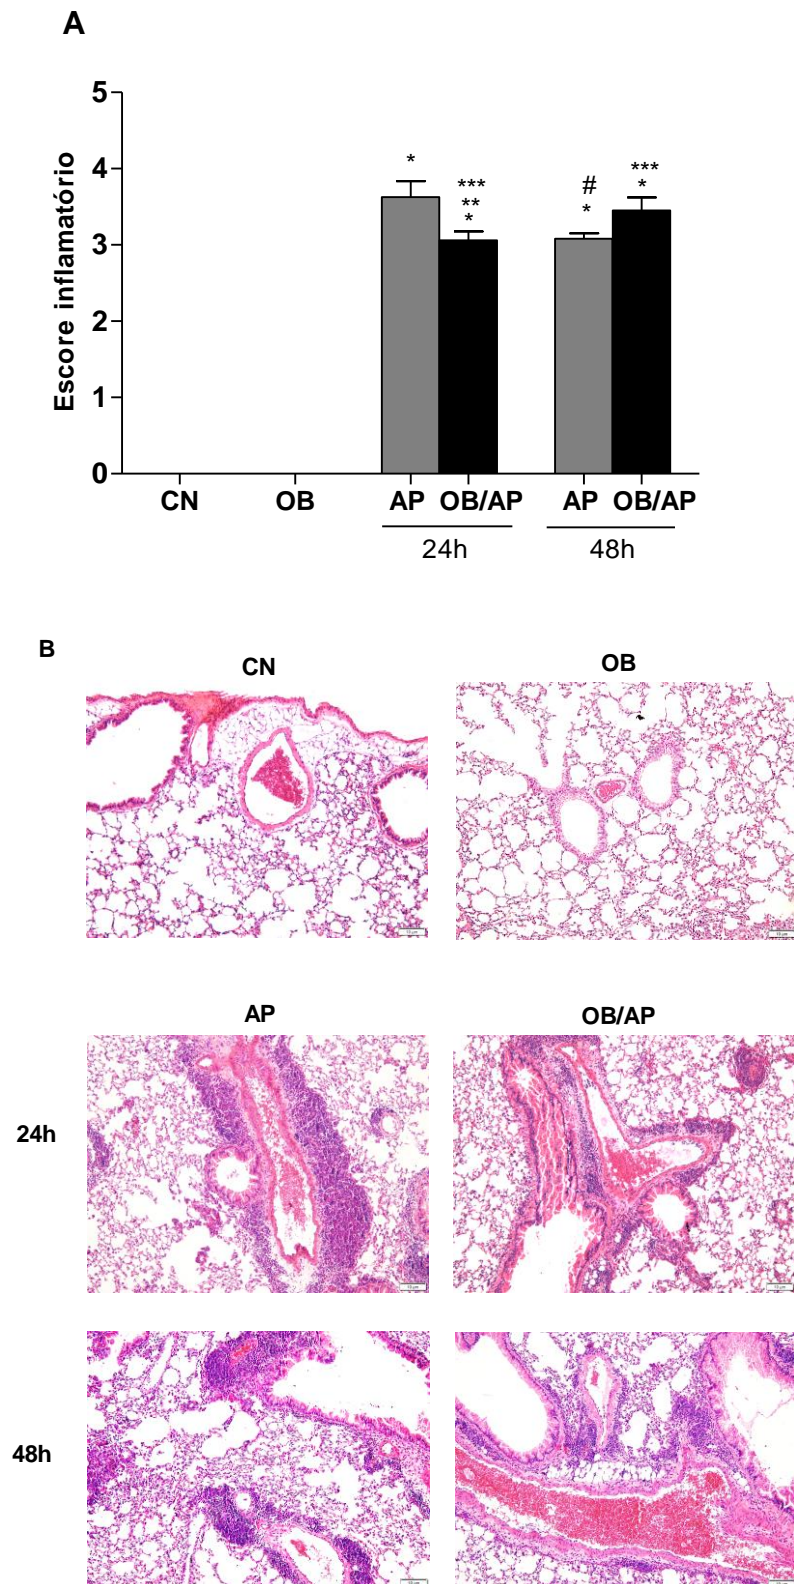 A
5
4
3
2
1
0
Escore inflamatório
*
***
**
*
#
*
***
*
CN OB AP OB/AP AP OB/AP
24h 48h
B
CN OB
AP OB/AP
24h
48h